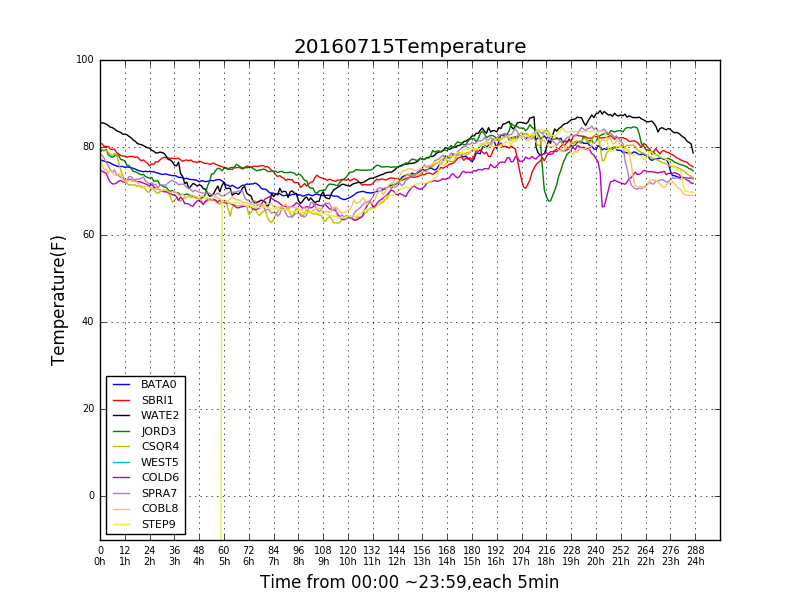 20160715Temperature
100
80
60
40
20
0
Temperature(F)
BATA0
SBRI1
WATE2
JORD3
CSQR4
WEST5
COLD6
SPRA7
COBL8
STEP9
0 12 24 36 48 60 72 84 96 108 120 132 144 156 168 180 192 204 216 228 240 252 264 276 288
0h 1h 2h 3h 4h 5h 6h 7h 8h 9h 10h 11h 12h 13h 14h 15h 16h 17h 18h 19h 20h 21h 22h 23h 24h
Time from 00:00 ~23:59,each 5min